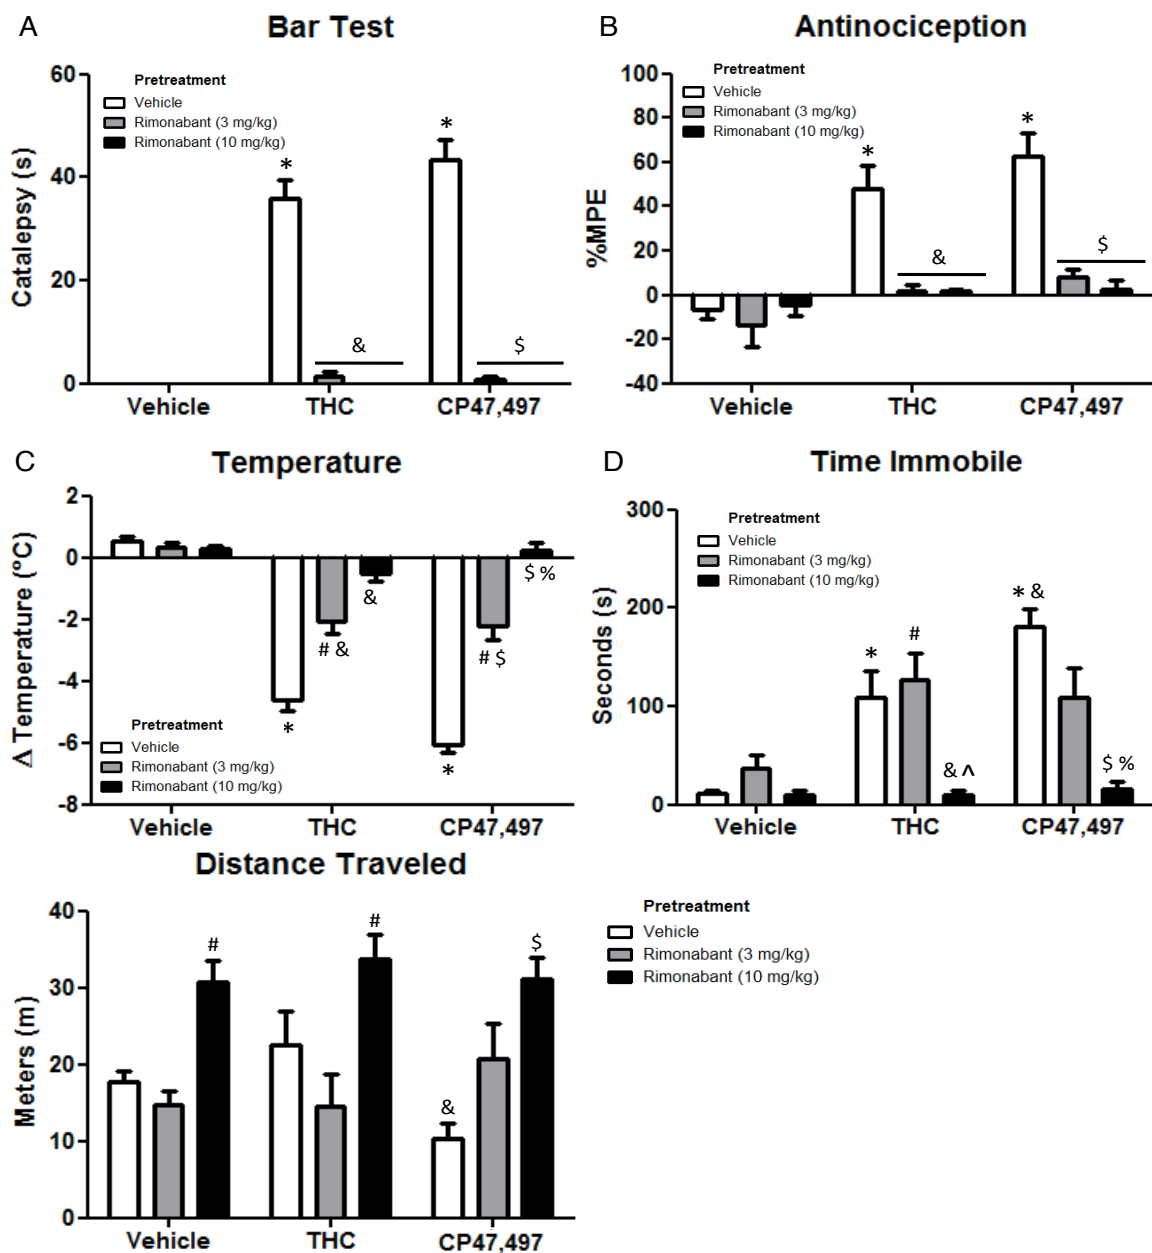 A
Bar Test
Catalepsy (s)
60
40
20
0
Pretreatment
Vehicle
Rimonabant (3 mg/kg)
Rimonabant (10 mg/kg)
*
*
&
$
Vehicle
THC
CP47,497
B
Antinociception
%MPE
100
80
60
40
20
0
-20
-40
Pretreatment
Vehicle
Rimonabant (3 mg/kg)
Rimonabant (10 mg/kg)
*
*
&
$
Vehicle
THC
CP47,497
C
Temperature
Δ Temperature (ºC)
2
0
-2
-4
-6
-8
$ %
&
# &
# $
*
*
Pretreatment
Vehicle
Rimonabant (3 mg/kg)
Rimonabant (10 mg/kg)
Vehicle
THC
CP47,497
D
Time Immobile
Seconds (s)
300
200
100
0
Pretreatment
Vehicle
Rimonabant (3 mg/kg)
Rimonabant (10 mg/kg)
* &
#
*
& ^
$ %
Vehicle
THC
CP47,497
Distance Traveled
Meters (m)
40
30
20
10
0
#
#
$
&
Vehicle
THC
CP47,497
Pretreatment
Vehicle
Rimonabant (3 mg/kg)
Rimonabant (10 mg/kg)